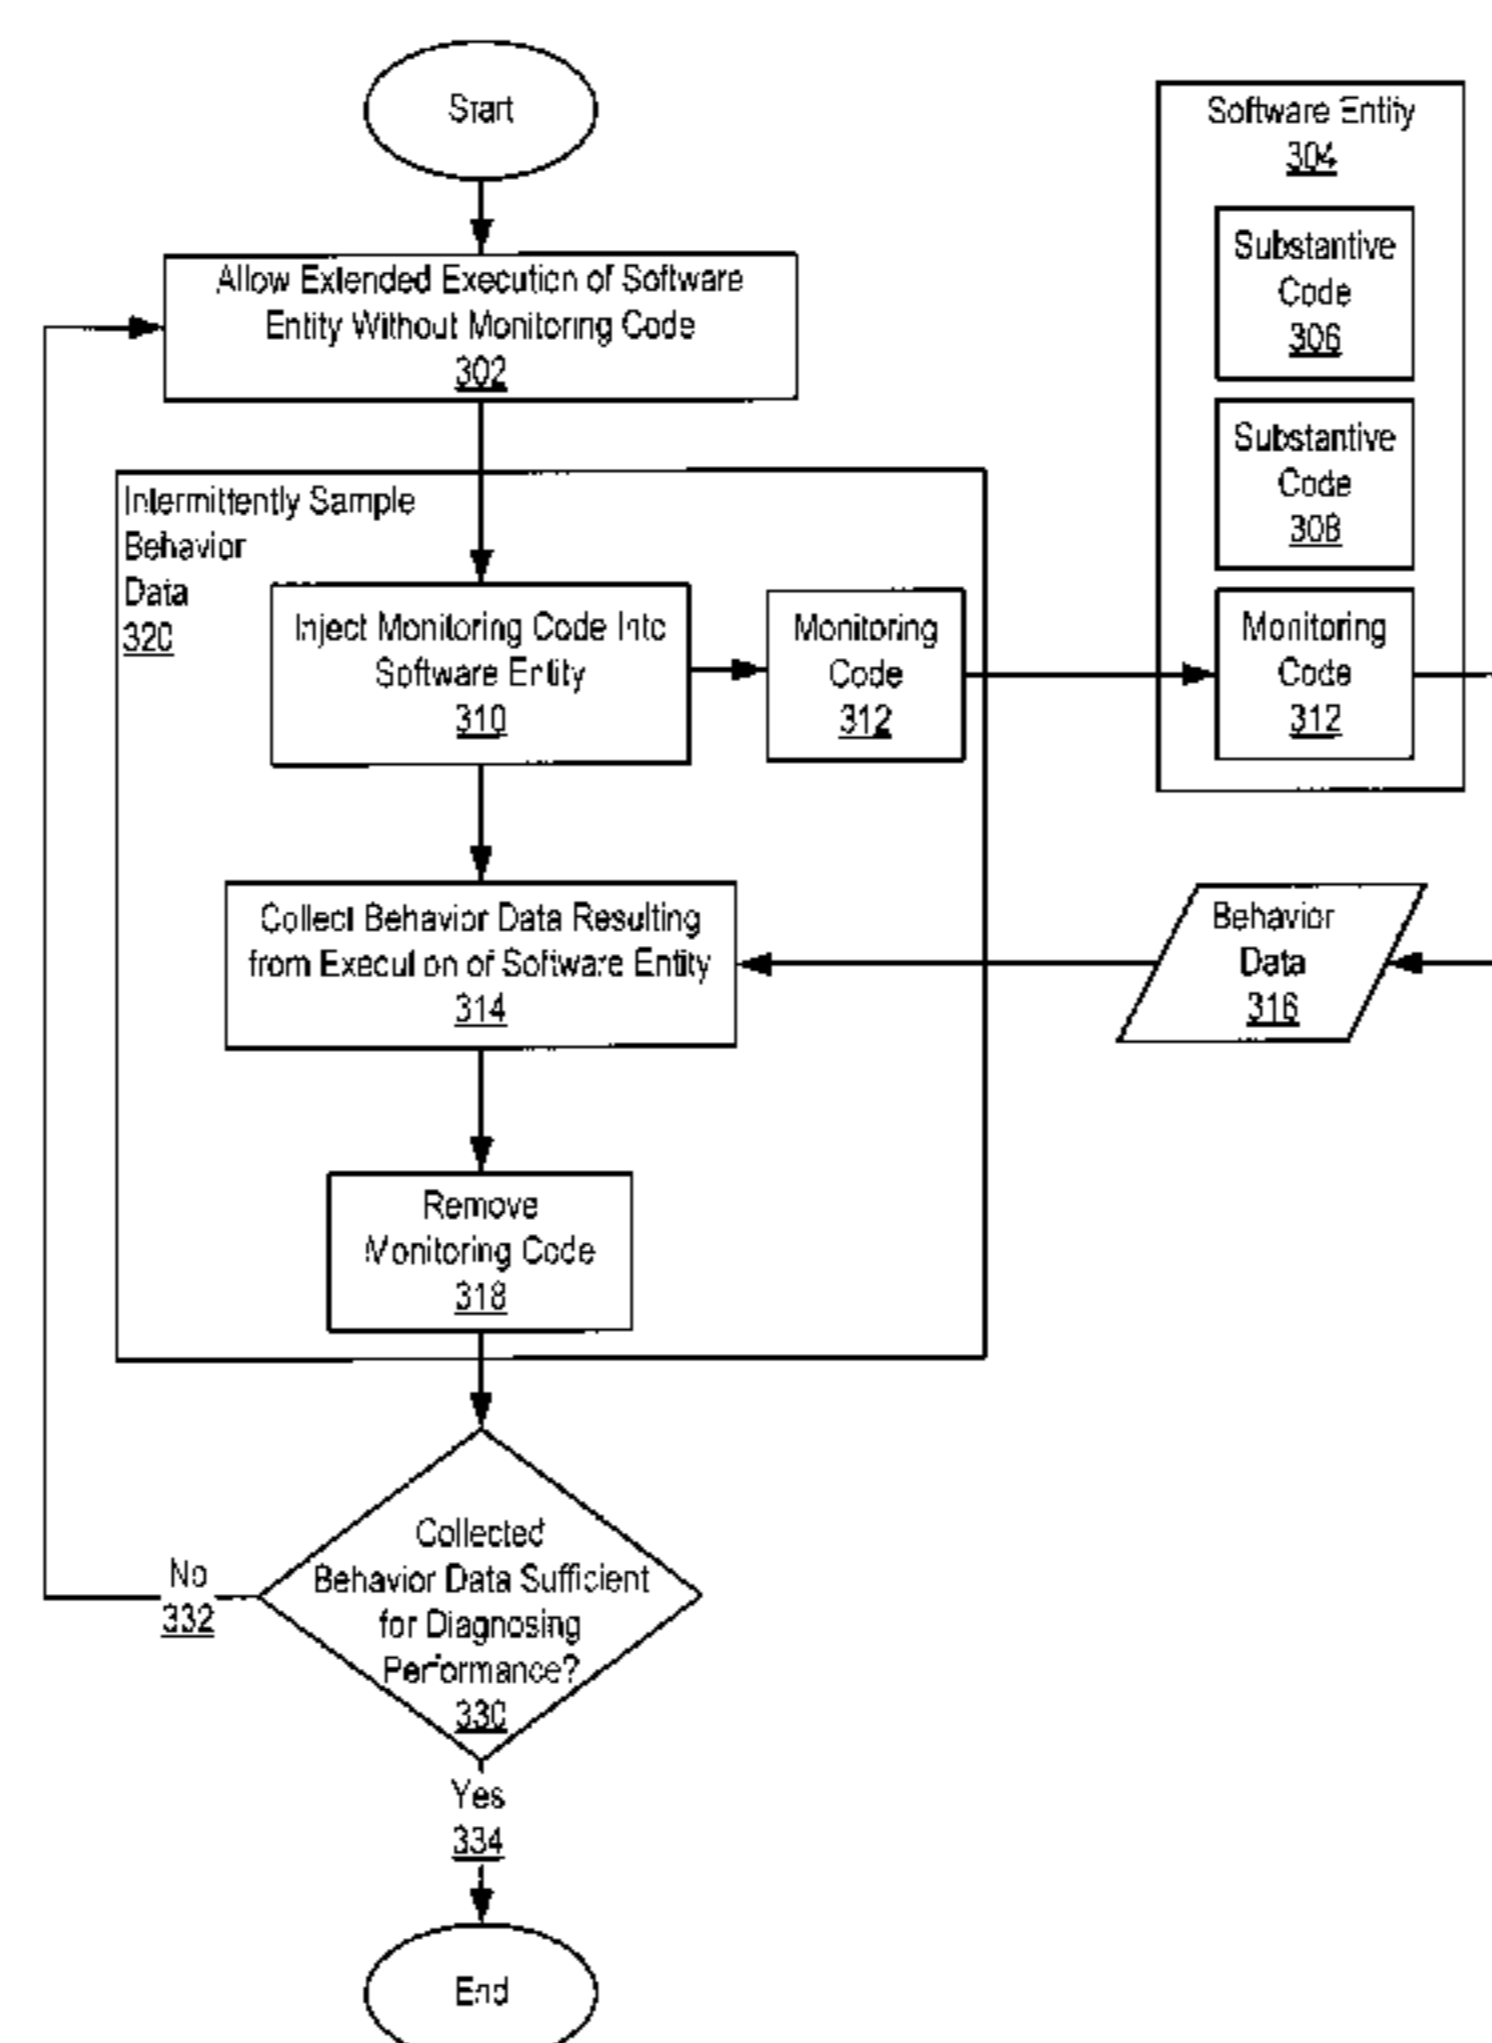 Start
Allow Extended Execution of Software
Entity Without Monitoring Code
302
Intermittently Sample
Behavior
Data
320
Inject Monitoring Code Into
Software Entity
310
Monitoring
Code
312
Software Entity
304
Substantive
Code
306
Substantive
Code
308
Monitoring
Code
312
Collect Behavior Data Resulting
from Execution of Software Entity
314
Behavior
Data
316
Remove
Monitoring Code
318
Collected
Behavior Data Sufficient
for Diagnosing
Performance?
330
No
332
Yes
334
End